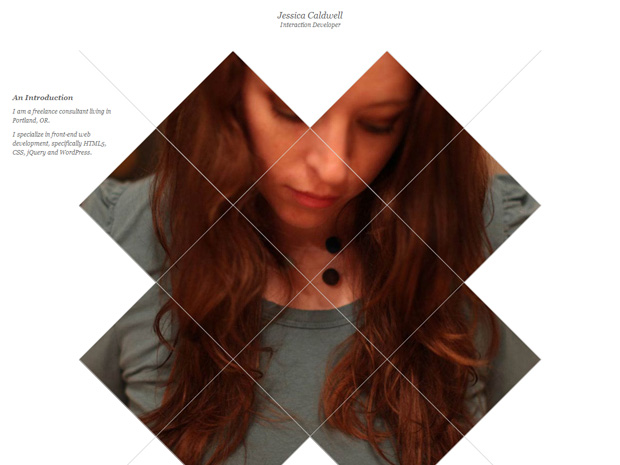 Jessica Caldwell
Interaction Developer
An Introduction
I am a freelance consultant living in
Portland, OR.
I specialize in front-end web
development, specifically HTML5,
CSS, jQuery and WordPress.